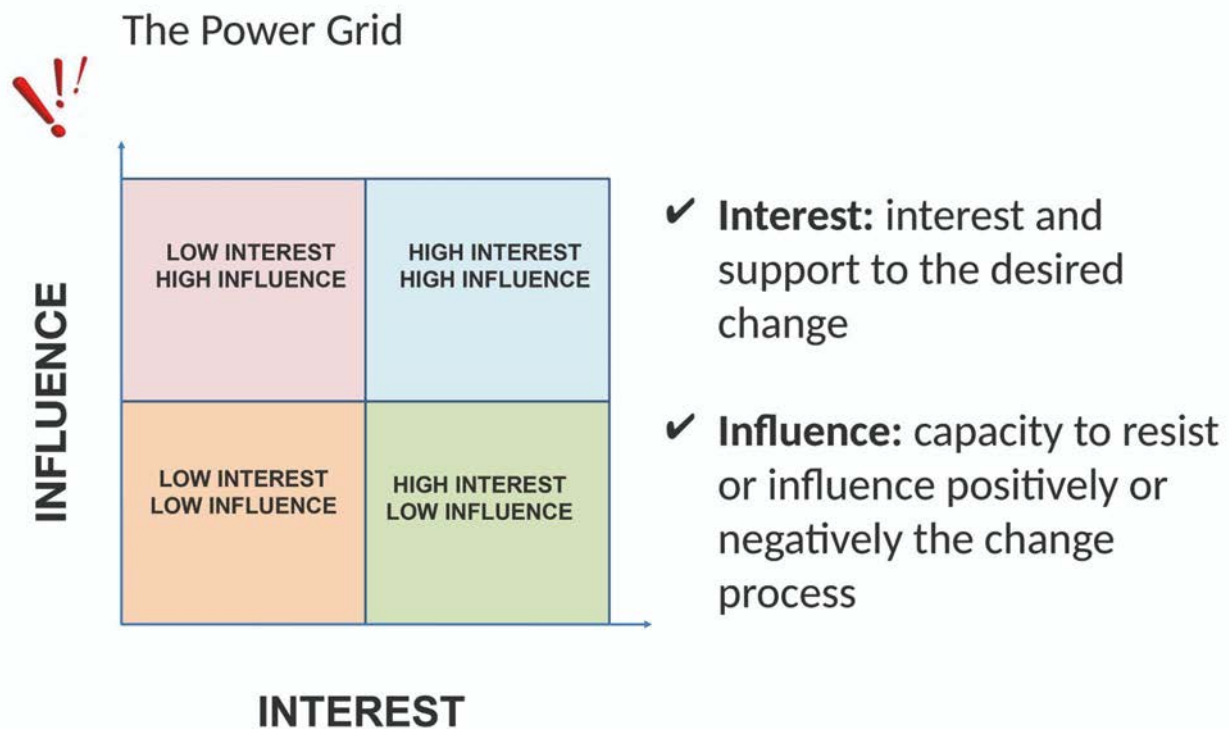 The Power Grid
INFLUENCE
LOW INTEREST
HIGH INFLUENCE
HIGH INTEREST
HIGH INFLUENCE
LOW INTEREST
LOW INFLUENCE
HIGH INTEREST
LOW INFLUENCE
INTEREST
✔ Interest: interest and
support to the desired
change
✔ Influence: capacity to resist
or influence positively or
negatively the change
process